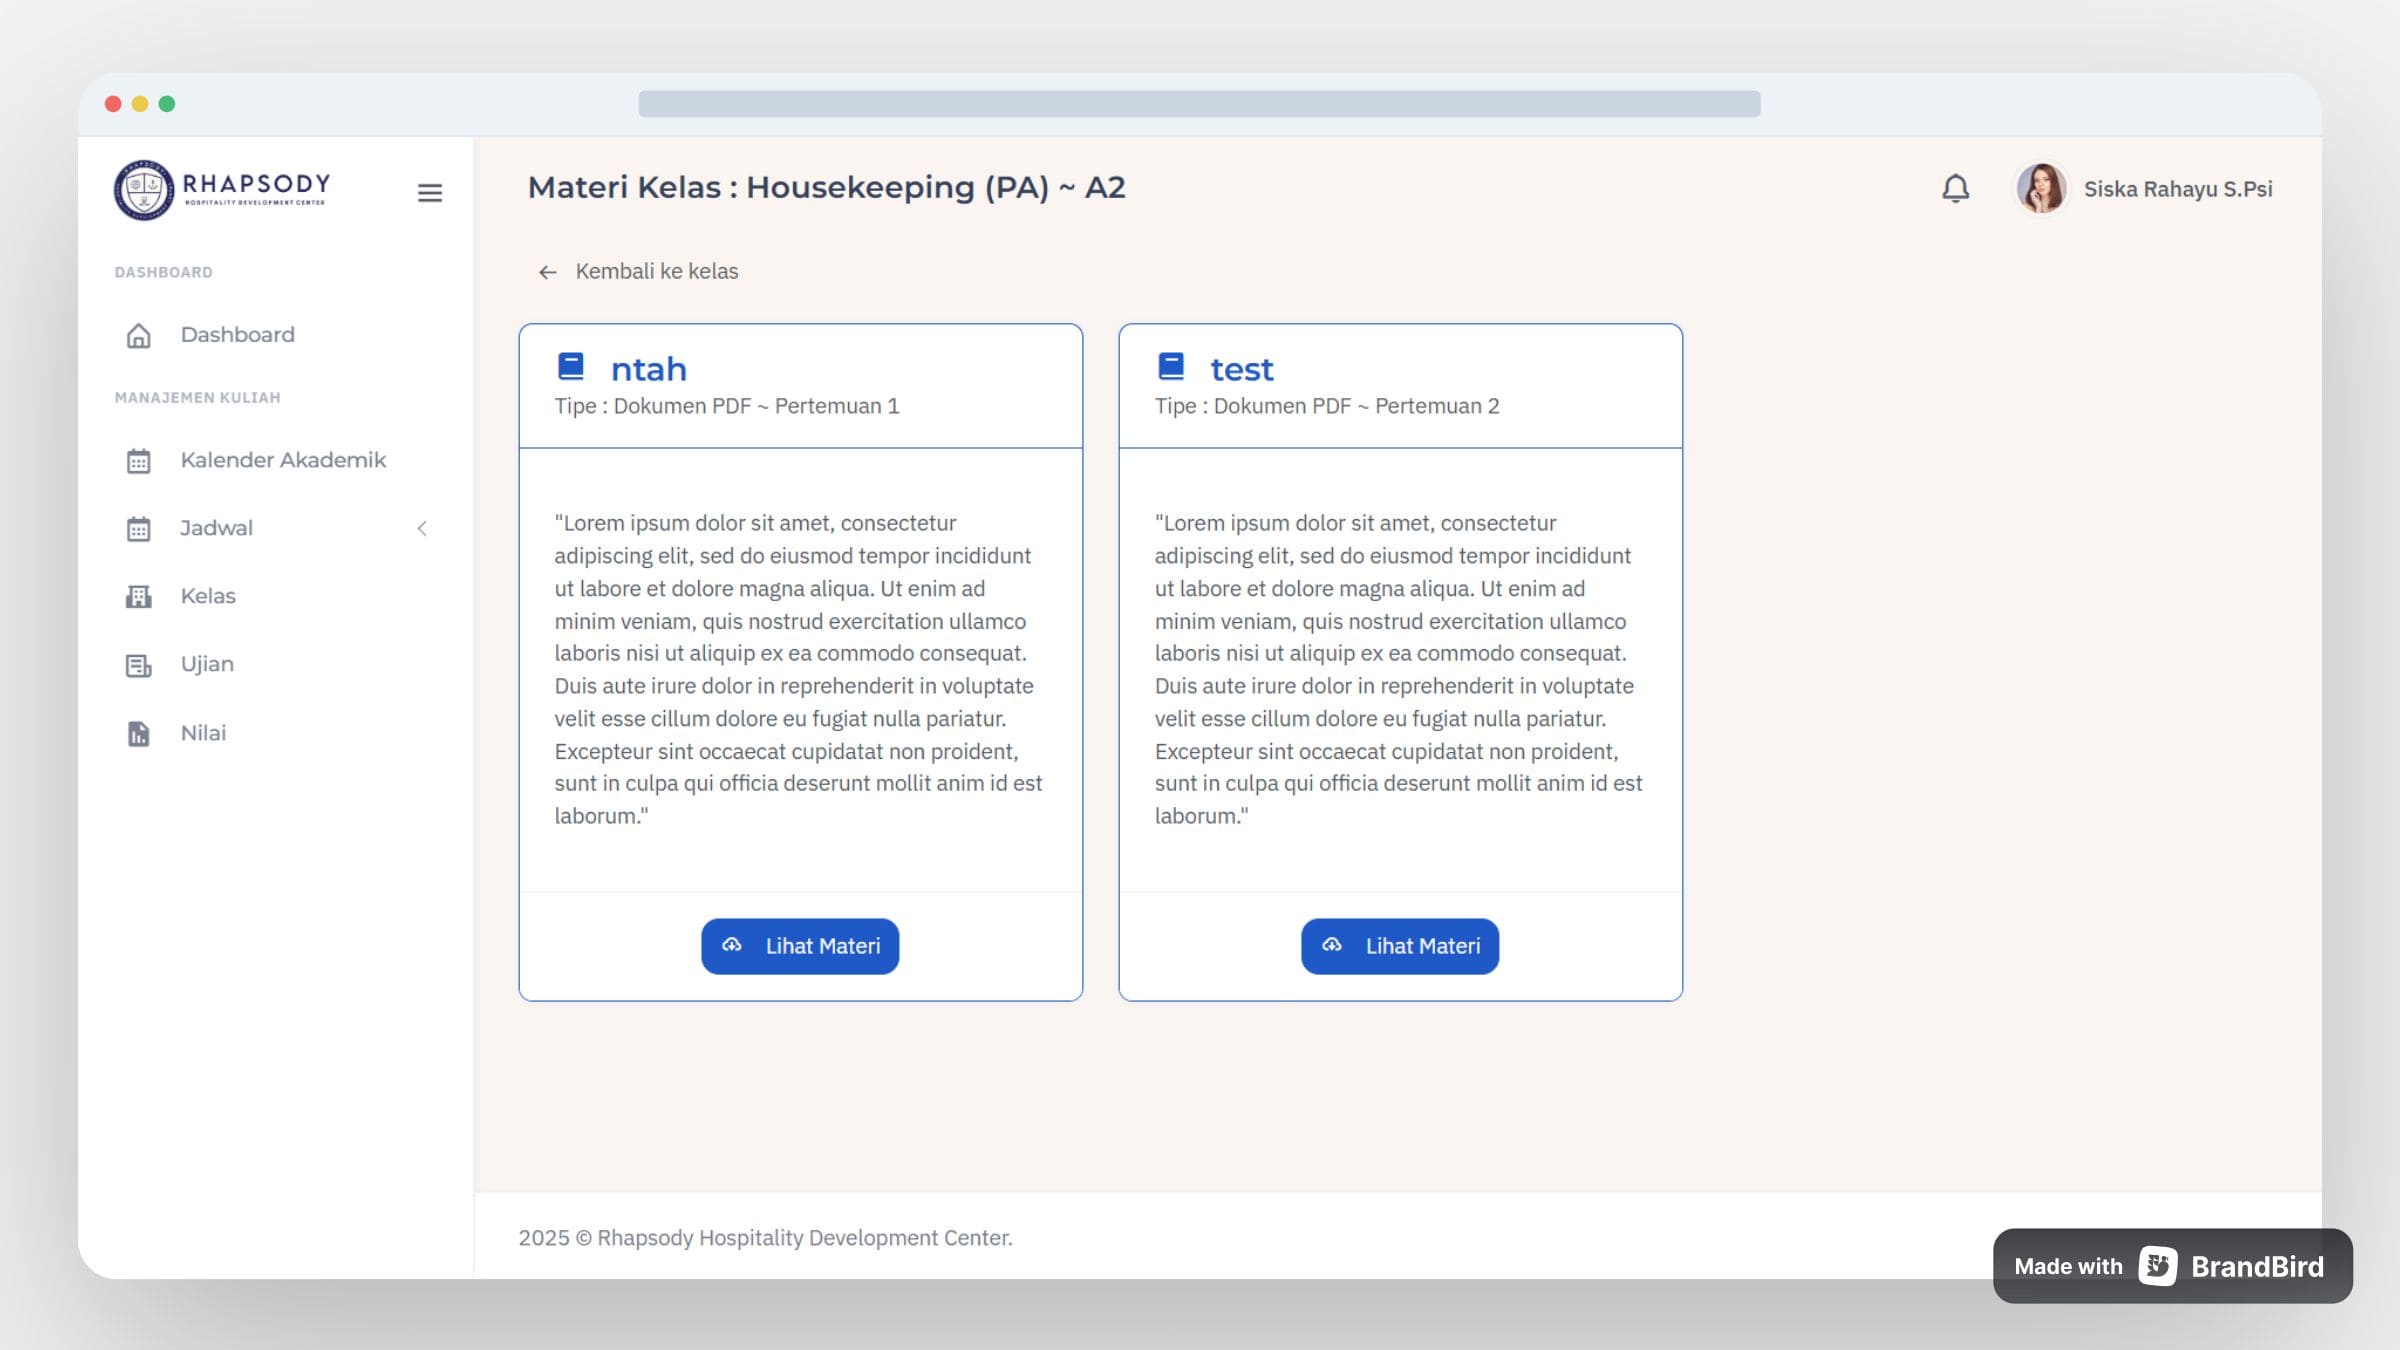 RHAPSODY
HOSPITALITY DEVELOPMENT CENTER
Materi Kelas : Housekeeping (PA) ~ A2
Siska Rahayu S.Psi
DASHBOARD
Dashboard
MANAJEMEN KULIAH
Kalender Akademik
Jadwal
Kelas
Ujian
Nilai
Kembali ke kelas
ntah
Tipe : Dokumen PDF ~ Pertemuan 1
"Lorem ipsum dolor sit amet, consectetur
adipiscing elit, sed do eiusmod tempor incididunt
ut labore et dolore magna aliqua. Ut enim ad
minim veniam, quis nostrud exercitation ullamco
laboris nisi ut aliquip ex ea commodo consequat.
Duis aute irure dolor in reprehenderit in voluptate
velit esse cillum dolore eu fugiat nulla pariatur.
Excepteur sint occaecat cupidatat non proident,
sunt in culpa qui officia deserunt mollit anim id est
laborum."
Lihat Materi
test
Tipe : Dokumen PDF ~ Pertemuan 2
"Lorem ipsum dolor sit amet, consectetur
adipiscing elit, sed do eiusmod tempor incididunt
ut labore et dolore magna aliqua. Ut enim ad
minim veniam, quis nostrud exercitation ullamco
laboris nisi ut aliquip ex ea commodo consequat.
Duis aute irure dolor in reprehenderit in voluptate
velit esse cillum dolore eu fugiat nulla pariatur.
Excepteur sint occaecat cupidatat non proident,
sunt in culpa qui officia deserunt mollit anim id est
laborum."
Lihat Materi
2025 © Rhapsody Hospitality Development Center.
Made with BrandBird